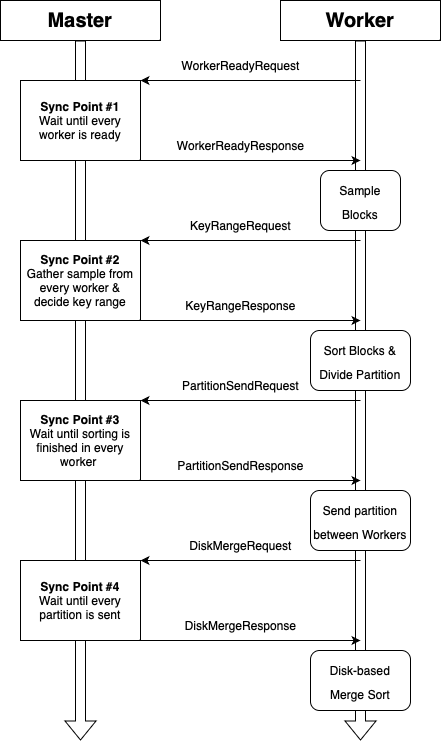 Master
Worker
WorkerReadyRequest
Sync Point #1
Wait until every
worker is ready
WorkerReadyResponse
Sample
Blocks
KeyRangeRequest
Sync Point #2
Gather sample from
every worker &
decide key range
KeyRangeResponse
Sort Blocks &
Divide Partition
PartitionSendRequest
Sync Point #3
Wait until sorting is
finished in every
worker
PartitionSendResponse
Send partition
between Workers
DiskMergeRequest
Sync Point #4
Wait until every
partition is sent
DiskMergeResponse
Disk-based
Merge Sort